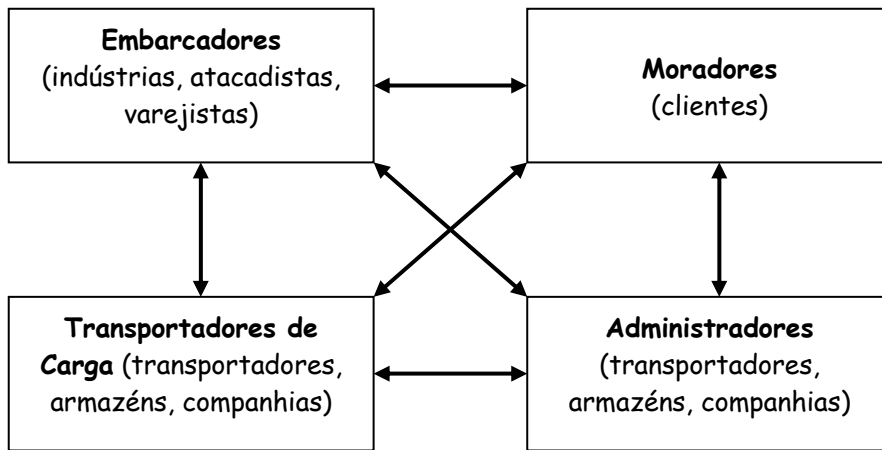 Embarcadores
(indústrias, atacadistas,
varejistas)
Moradores
(clientes)
Transportadores de
Carga (transportadores,
armazéns, companhias)
Administradores
(transportadores,
armazéns, companhias)